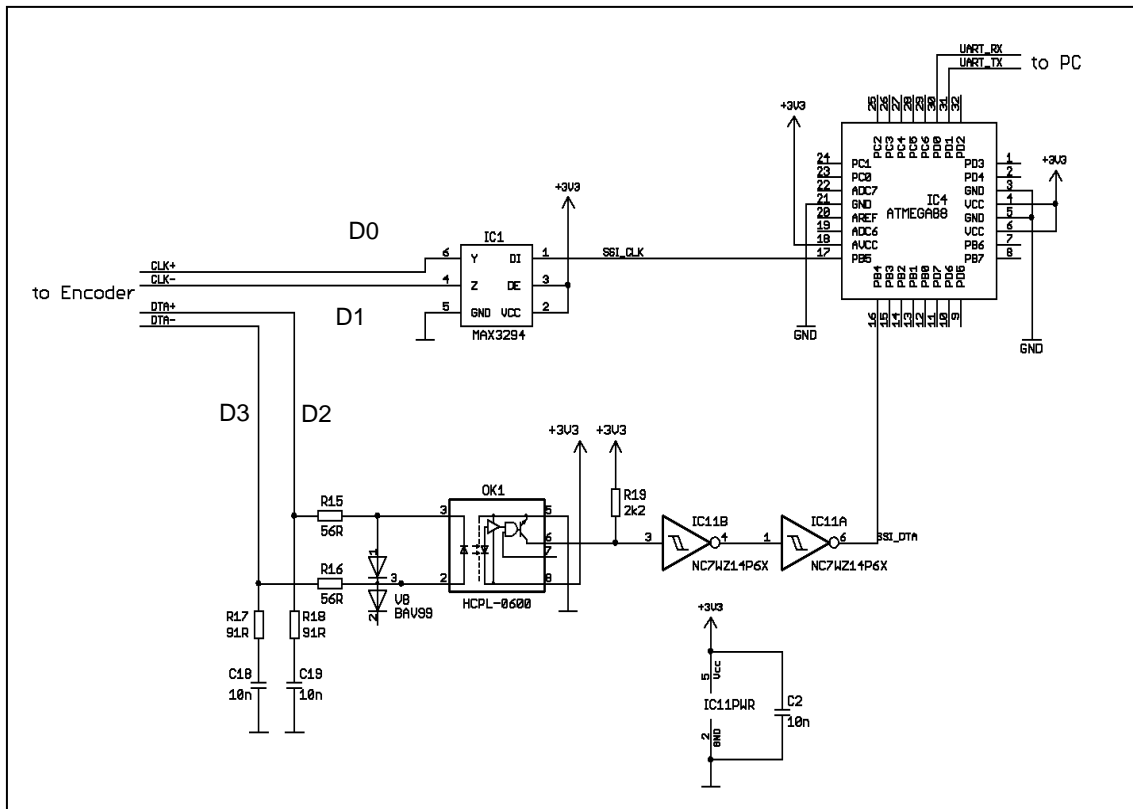 UART_RX
UART_TX
to PC
25 26 27 28 29 30 31 32
PC2 PC3 PC4 PC5 PC6 PD0 PD1 PD2
+3V3
24 PC1
23 PC0
22 ADC7
21 GND
20 AREF
19 ADC6
18 AVCC
17 PB5
IC4
ATMEGA88
PD3 1
PD4 2
GND 3
VCC 4
GND 5
VCC 6
PB6 7
PB7 8
+3V3
PB4 PB3 PB2 PB1 PB0 PD7 PD6 PD5
16 15 14 13 12 11 10 9
GND
GND
D0
+3V3
IC1
CLK+
CLK-
to Encoder
DTA+
DTA-
6 Y DI 1
4 Z DE 3
5 GND VCC 2
MAX3294
SSI_CLK
D1
D3
D2
+3V3
+3V3
OK1
R19
2k2
R15
56R
3
5
6
7
8
2
HCPL-0600
IC11B
3
4
NC7WZ14P6X
IC11A
1
6
NC7WZ14P6X
SSI_DTA
R16
56R
1
3
2
V8
BAV99
R17
91R
R18
91R
C18
10n
C19
10n
+3V3
5
Vcc
IC11PWR
2
GND
C2
10n